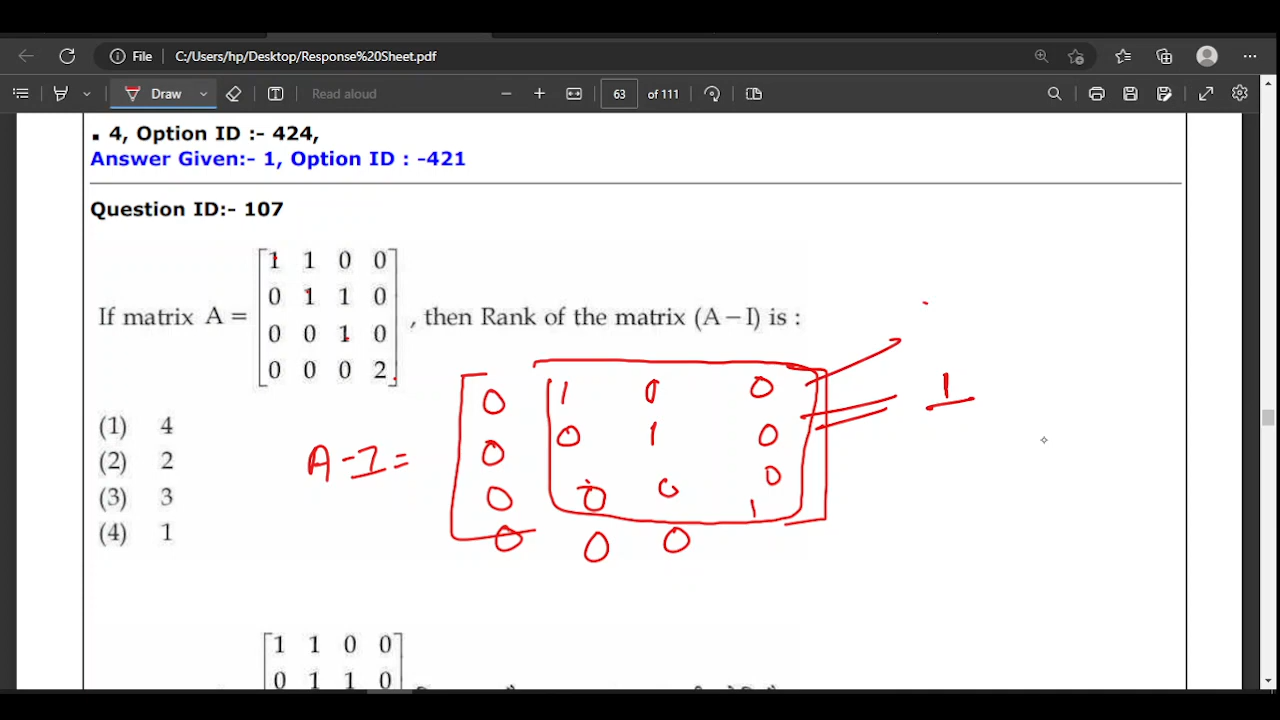 File C:/Users/hp/Desktop/Response%20Sheet.pdf
Draw Read aloud 63 of 111
. 4, Option ID :- 424,
Answer Given:- 1, Option ID : -421
Question ID:- 107
If matrix A = [1 1 0 0
0 1 1 0
0 0 1 0
0 0 0 2] , then Rank of the matrix (A−I) is :
(1) 4
(2) 2
(3) 3
(4) 1
A-I = [0 1 0 0
0 0 1 0
0 0 0 0
0 0 0 1]
1
[1 1 0 0]
0 1 1 0